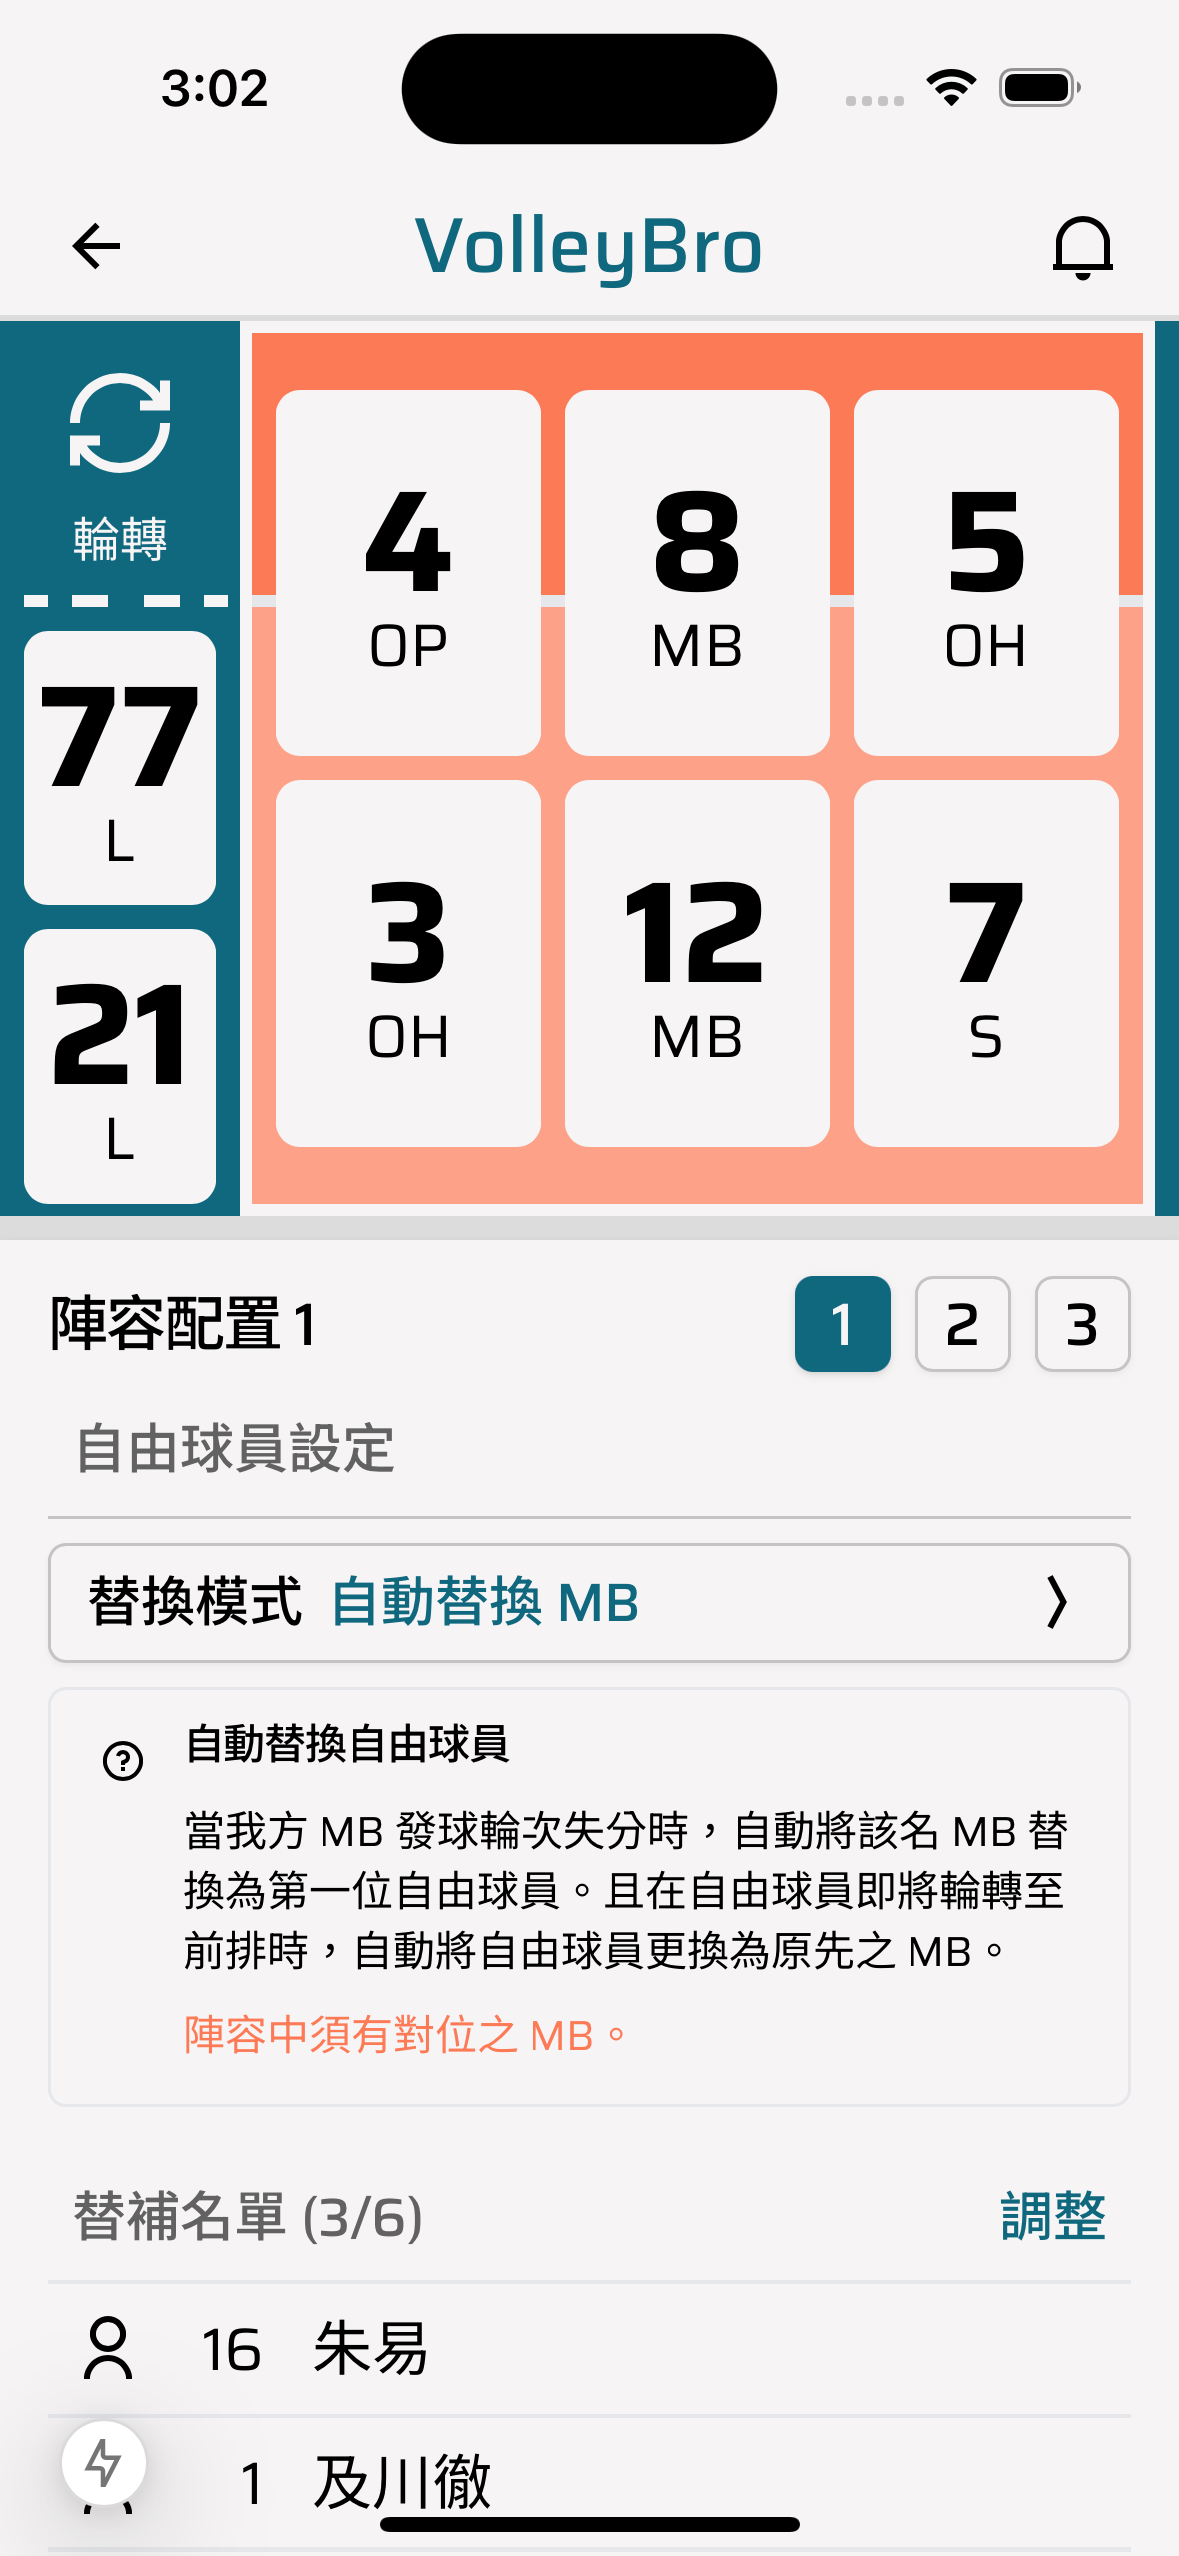 3:02
VolleyBro
輪轉
4
OP
8
MB
5
OH
77
L
3
OH
12
MB
7
S
21
L
陣容配置 1
1
2
3
自由球員設定
替換模式 自動替換 MB
自動替換自由球員
當我方 MB 發球輪次失分時，自動將該名 MB 替
換為第一位自由球員。且在自由球員即將輪轉至
前排時，自動將自由球員更換為原先之 MB。
陣容中須有對位之 MB。
替補名單 (3/6)
調整
16 朱易
1 及川徹